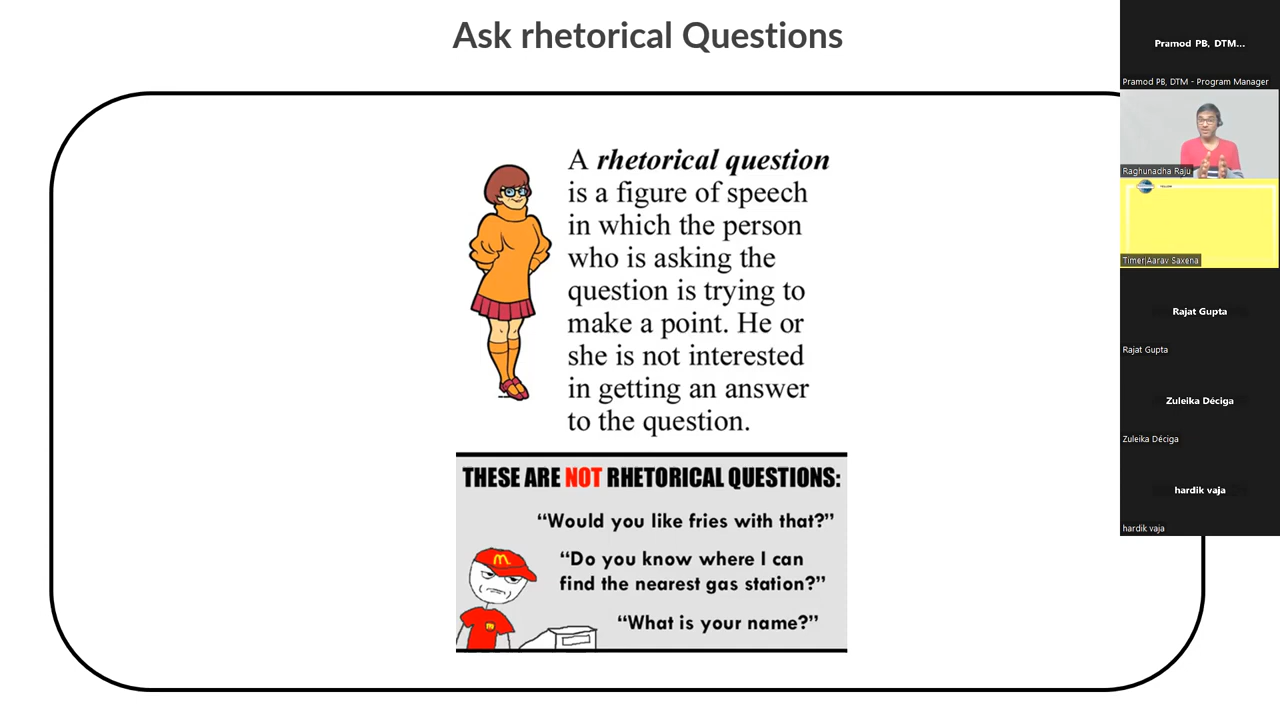 Ask rhetorical Questions
A rhetorical question
is a figure of speech
in which the person
who is asking the
question is trying to
make a point. He or
she is not interested
in getting an answer
to the question.
THESE ARE NOT RHETORICAL QUESTIONS:
“Would you like fries with that?”
“Do you know where I can
find the nearest gas station?”
“What is your name?”
Pramod PB, DTM...
Pramod PB, DTM - Program Manager
Raghunadha Raju
Timer|Aarav Saxena
Rajat Gupta
Rajat Gupta
Zuleika Déciga
Zuleika Déciga
hardik vaja
hardik vaja